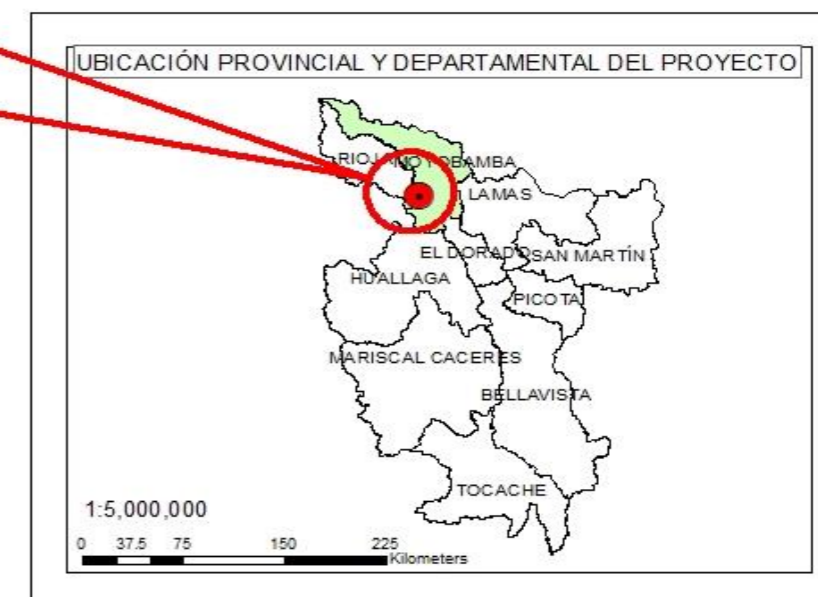 UBICACIÓN PROVINCIAL Y DEPARTAMENTAL DEL PROYECTO
RIOJA
MOYOBAMBA
LAMAS
EL DORADO
SAN MARTÍN
HUALLAGA
PICOTA
MARISCAL CACERES
BELLAVISTA
TOCACHE
1:5,000,000
0 37.5 75 150 225
Kilometers